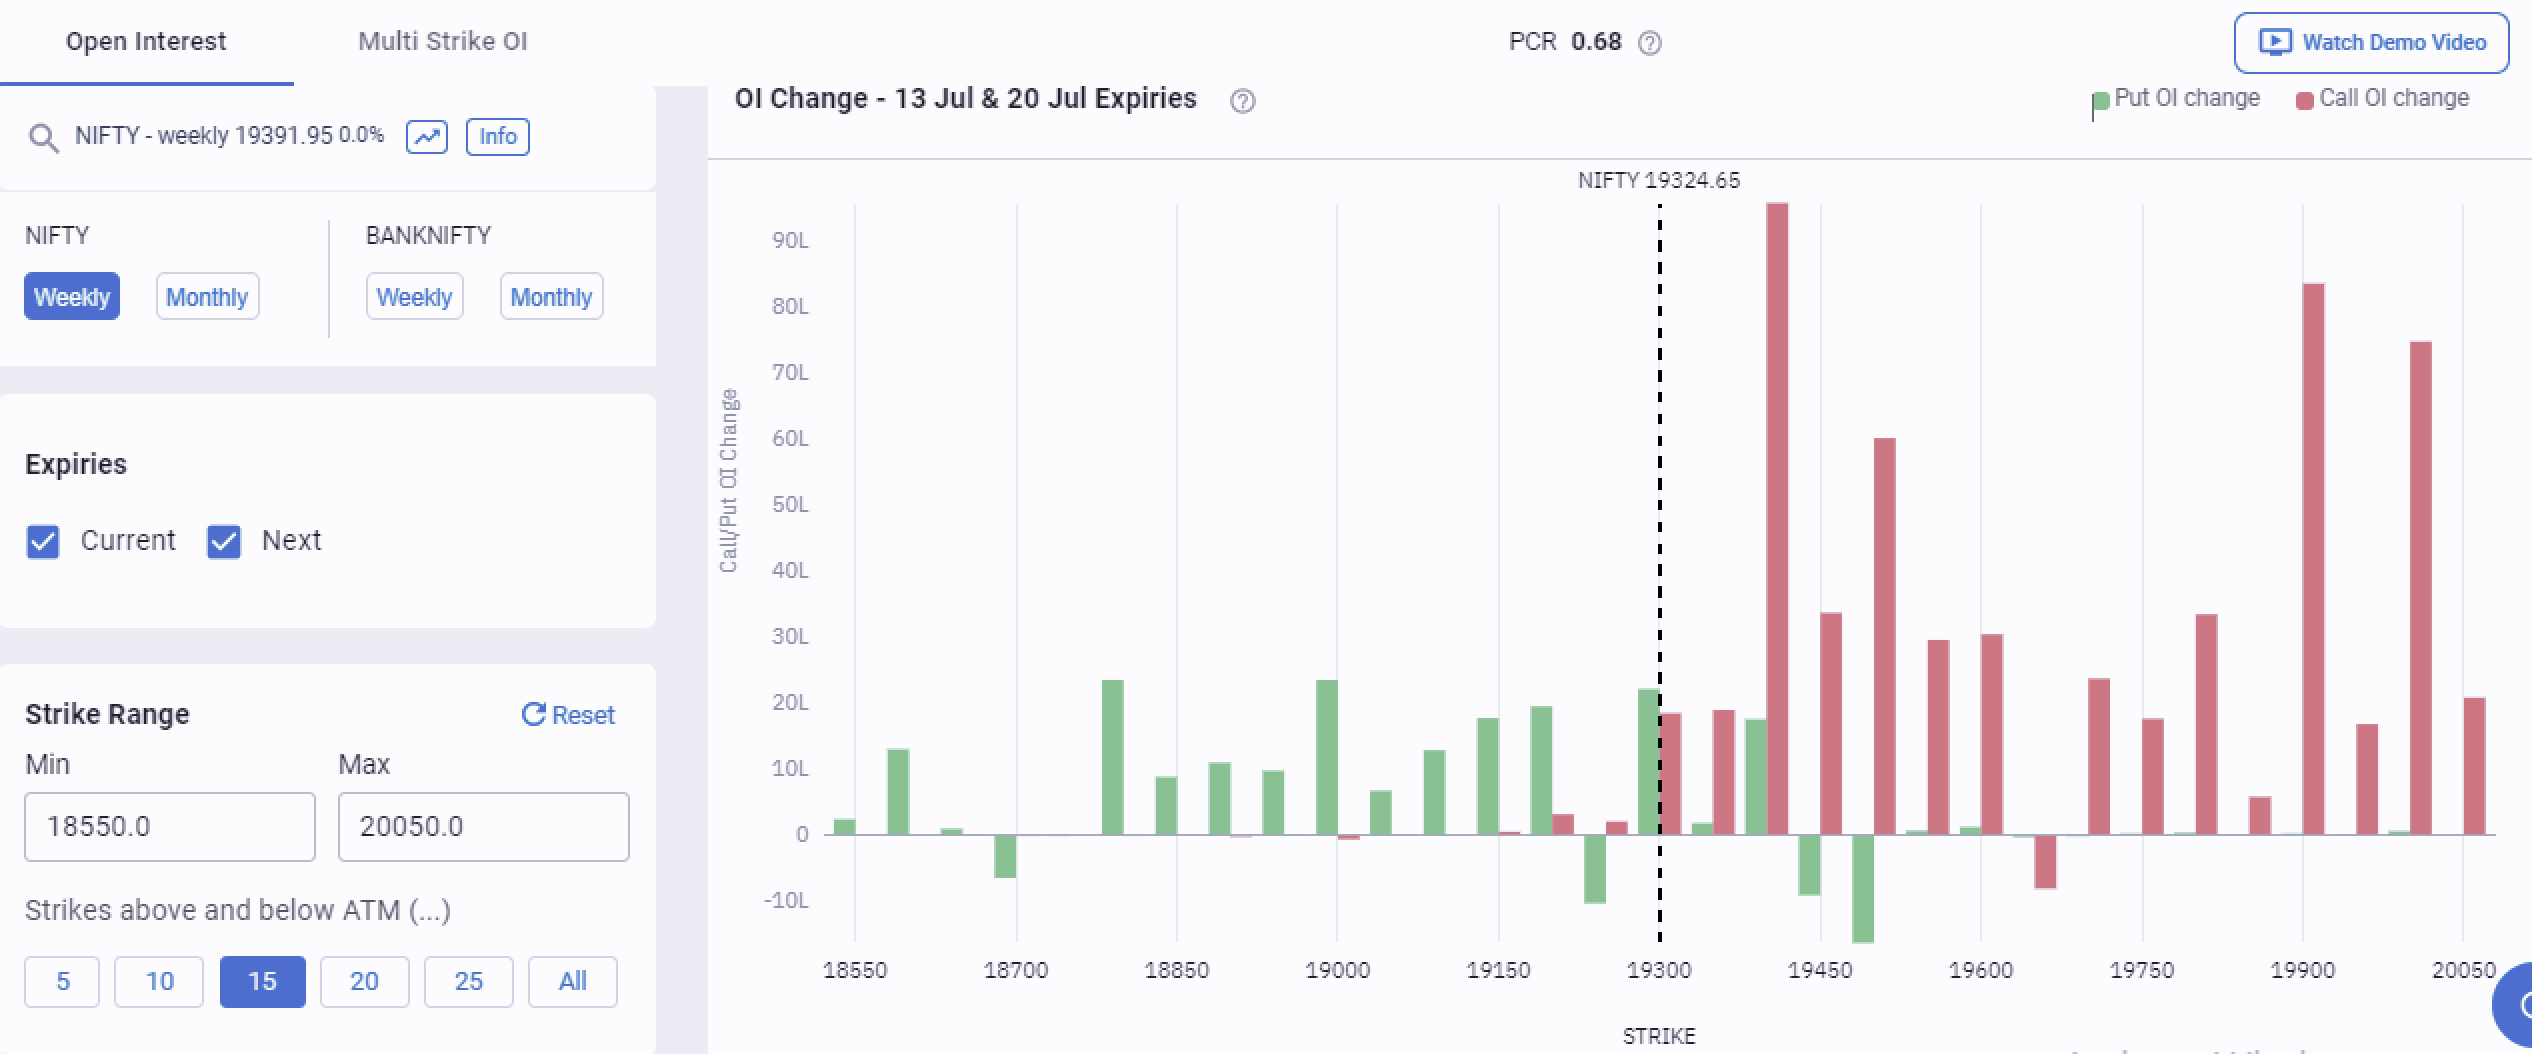 Open Interest
Multi Strike OI
PCR 0.68
Watch Demo Video
NIFTY - weekly 19391.95 0.0%
Info
NIFTY
Weekly Monthly
BANKNIFTY
Weekly Monthly
Expiries
Current Next
Strike Range
Reset
Min Max
18550.0 20050.0
Strikes above and below ATM (...)
5 10 15 20 25 All
OI Change - 13 Jul & 20 Jul Expiries
Put OI change Call OI change
NIFTY 19324.65
Call/Put OI Change
90L
80L
70L
60L
50L
40L
30L
20L
10L
0
-10L
18550 18700 18850 19000 19150 19300 19450 19600 19750 19900 20050
STRIKE